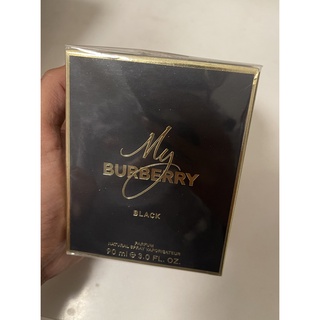 My
BURBERRY
BLACK
PARFUM
NATURAL SPRAY VAPORISATEUR
90 ml ℮ 3.0 FL. OZ.